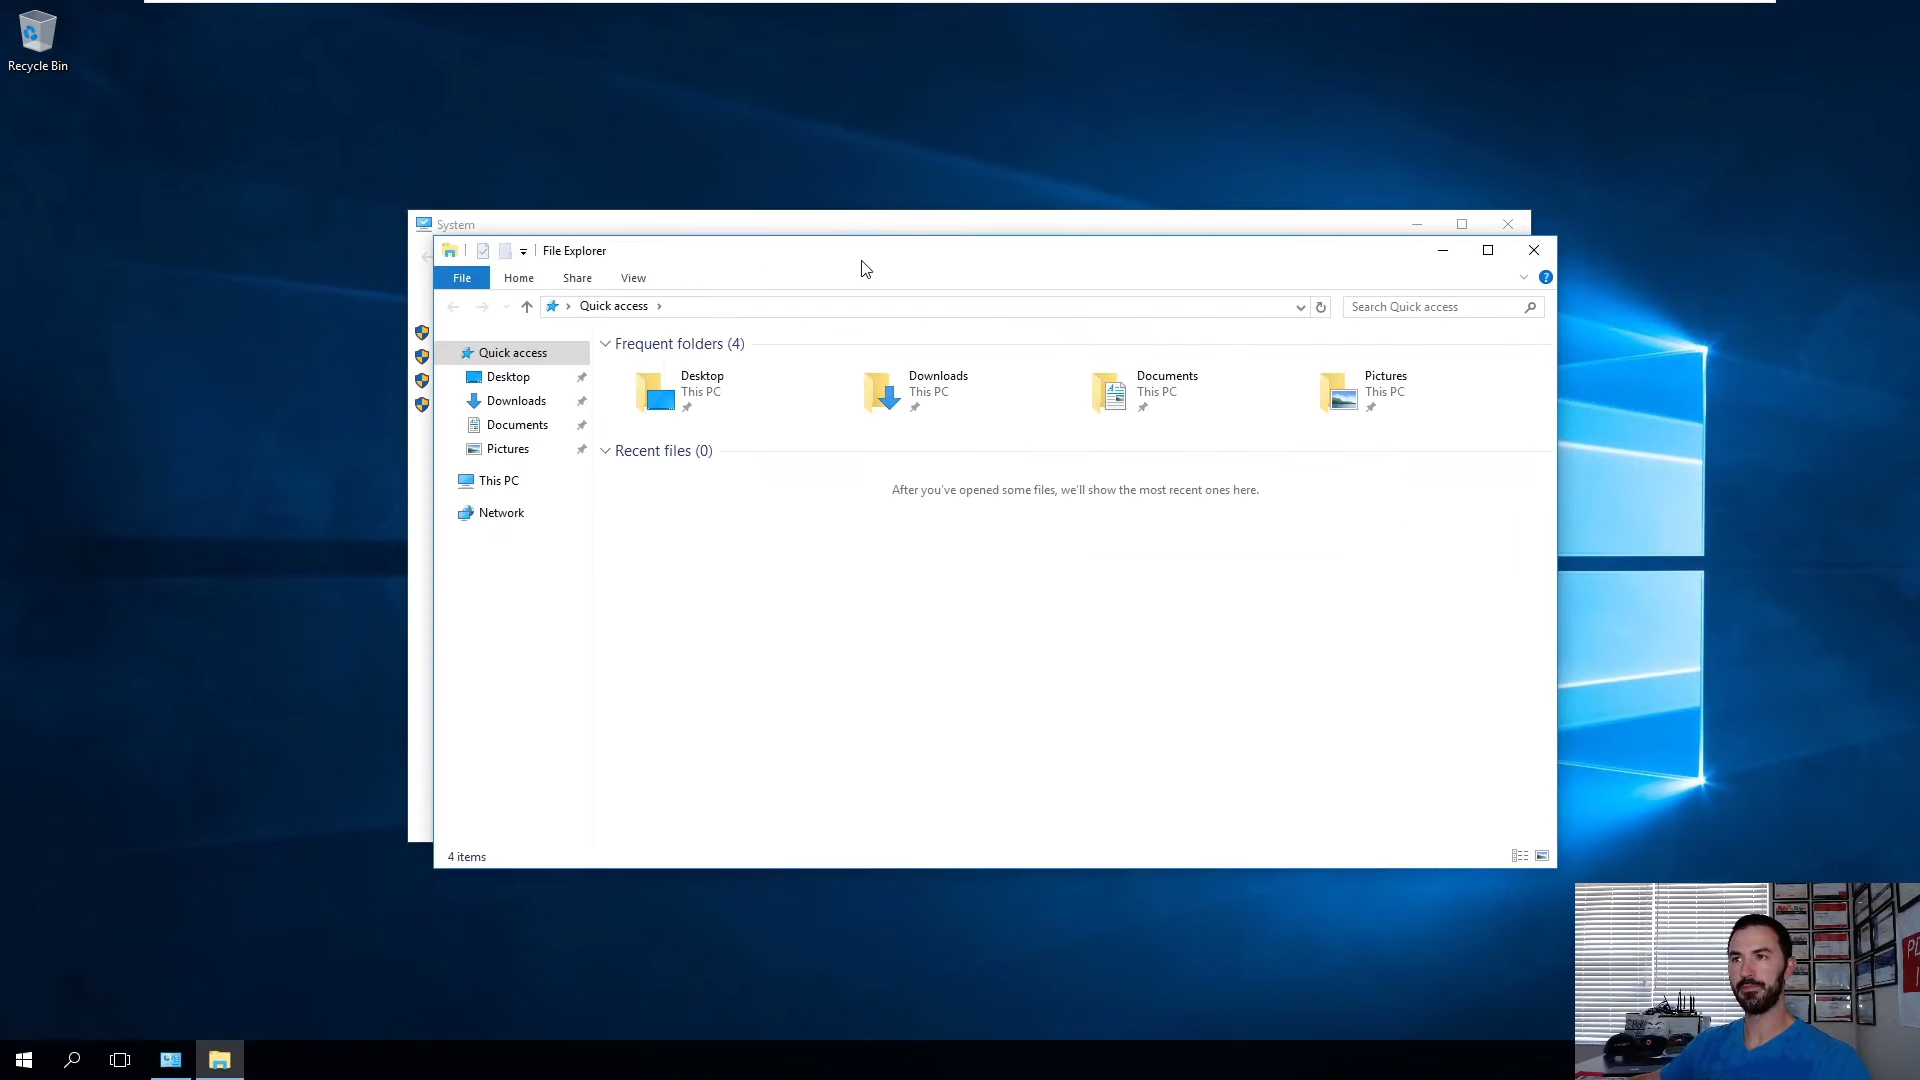 Recycle Bin
System
File Explorer
File Home Share View
Quick access
Search Quick access
Quick access
Desktop
Downloads
Documents
Pictures
This PC
Network
Frequent folders (4)
Desktop
This PC
Downloads
This PC
Documents
This PC
Pictures
This PC
Recent files (0)
After you've opened some files, we'll show the most recent ones here.
4 items